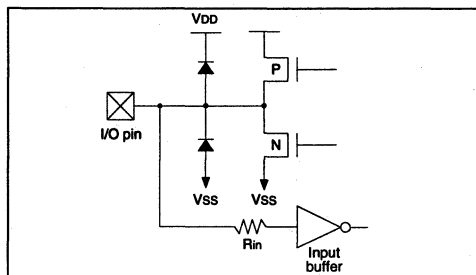 VDD
P
I/O pin
N
VSS
VSS
Rin
Input
buffer